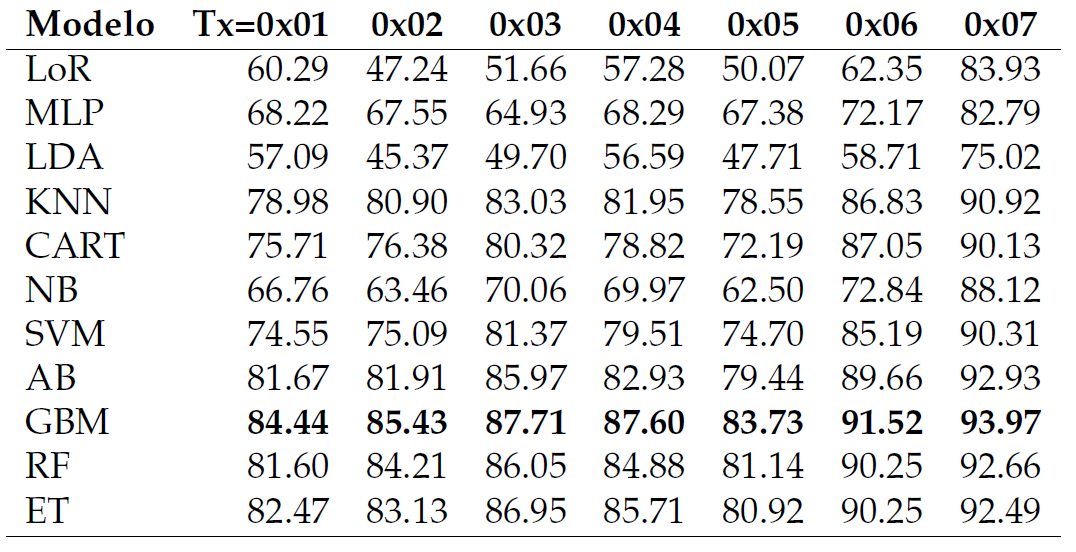 Modelo Tx=0x01 0x02 0x03 0x04 0x05 0x06 0x07
LoR 60.29 47.24 51.66 57.28 50.07 62.35 83.93
MLP 68.22 67.55 64.93 68.29 67.38 72.17 82.79
LDA 57.09 45.37 49.70 56.59 47.71 58.71 75.02
KNN 78.98 80.90 83.03 81.95 78.55 86.83 90.92
CART 75.71 76.38 80.32 78.82 72.19 87.05 90.13
NB 66.76 63.46 70.06 69.97 62.50 72.84 88.12
SVM 74.55 75.09 81.37 79.51 74.70 85.19 90.31
AB 81.67 81.91 85.97 82.93 79.44 89.66 92.93
GBM 84.44 85.43 87.71 87.60 83.73 91.52 93.97
RF 81.60 84.21 86.05 84.88 81.14 90.25 92.66
ET 82.47 83.13 86.95 85.71 80.92 90.25 92.49